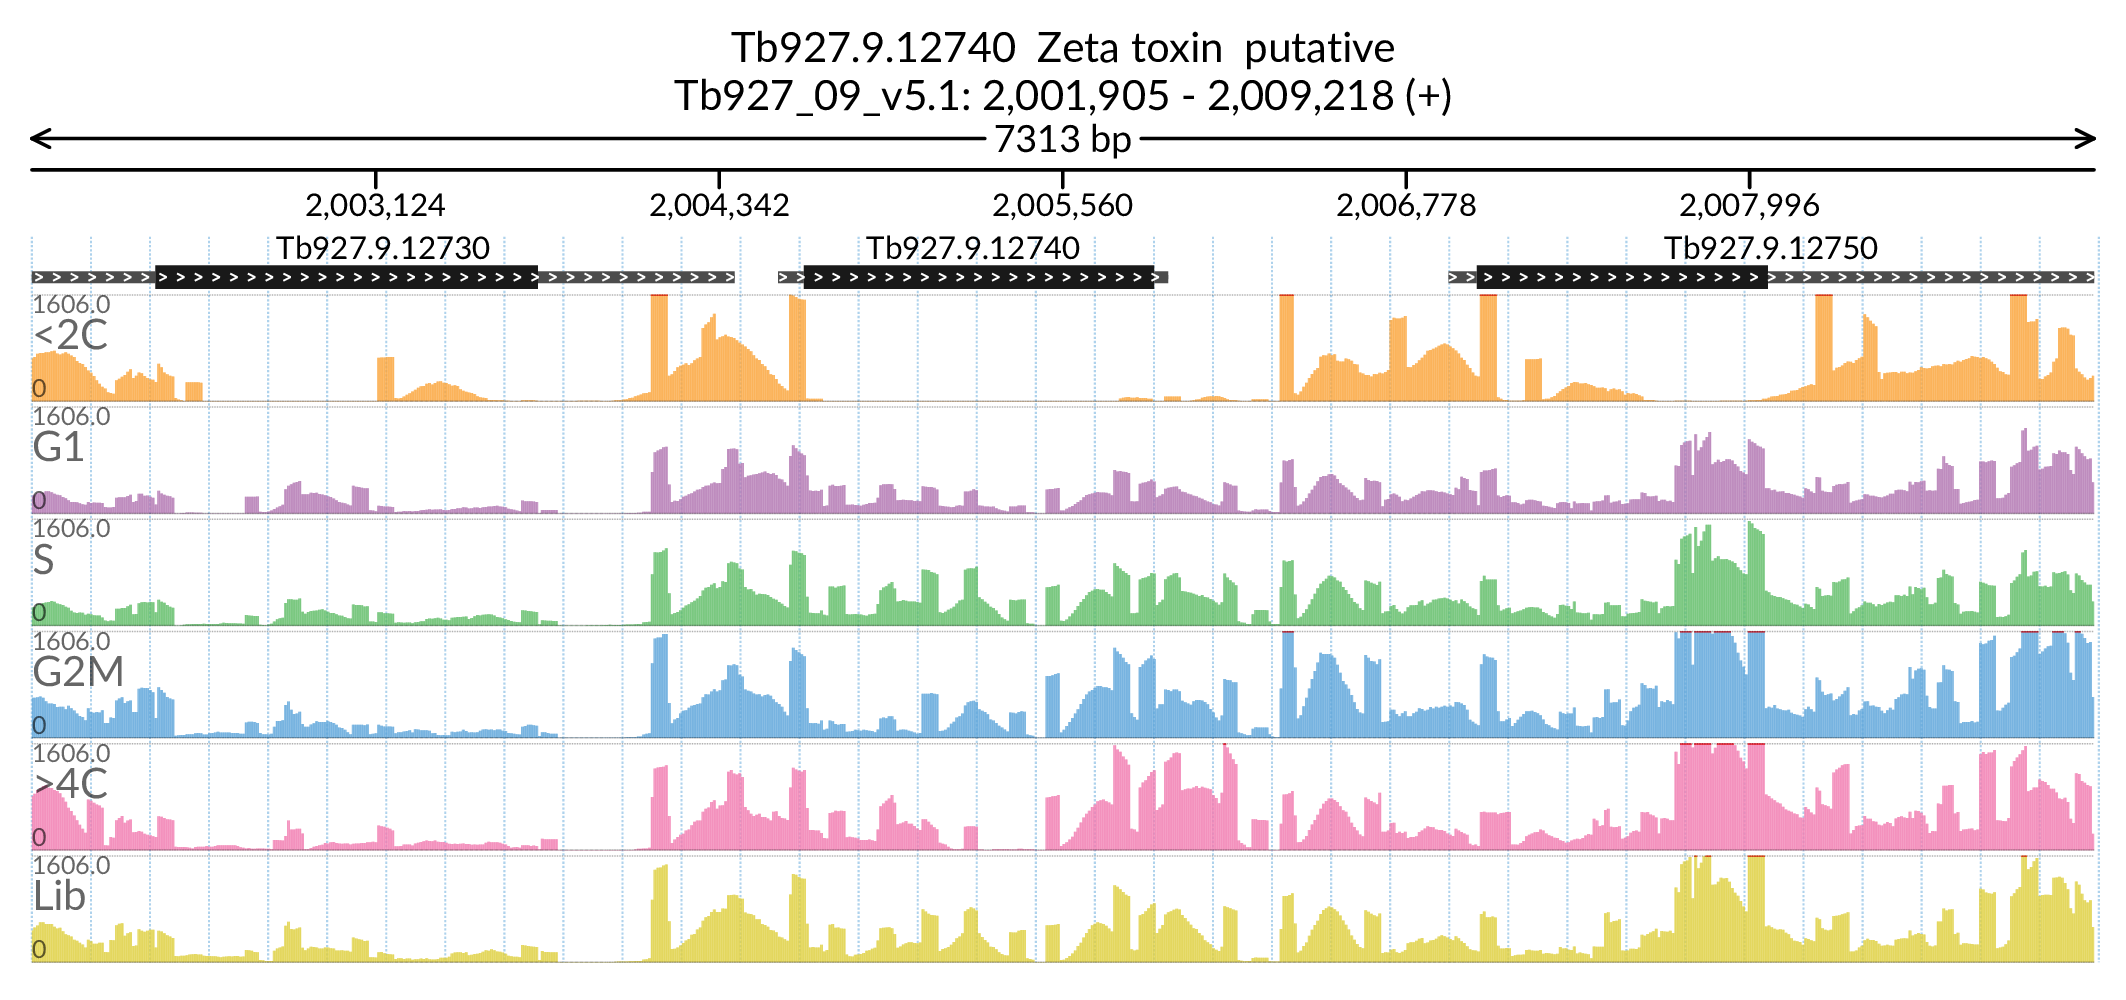 Tb927.9.12740  Zeta toxin  putative
Tb927_09_v5.1: 2,001,905 - 2,009,218 (+)
7313 bp
2,003,124 2,004,342 2,005,560 2,006,778 2,007,996
Tb927.9.12730 Tb927.9.12740 Tb927.9.12750
1606.0
<2C
0
1606.0
G1
0
1606.0
S
0
1606.0
G2M
0
1606.0
>4C
0
1606.0
Lib
0